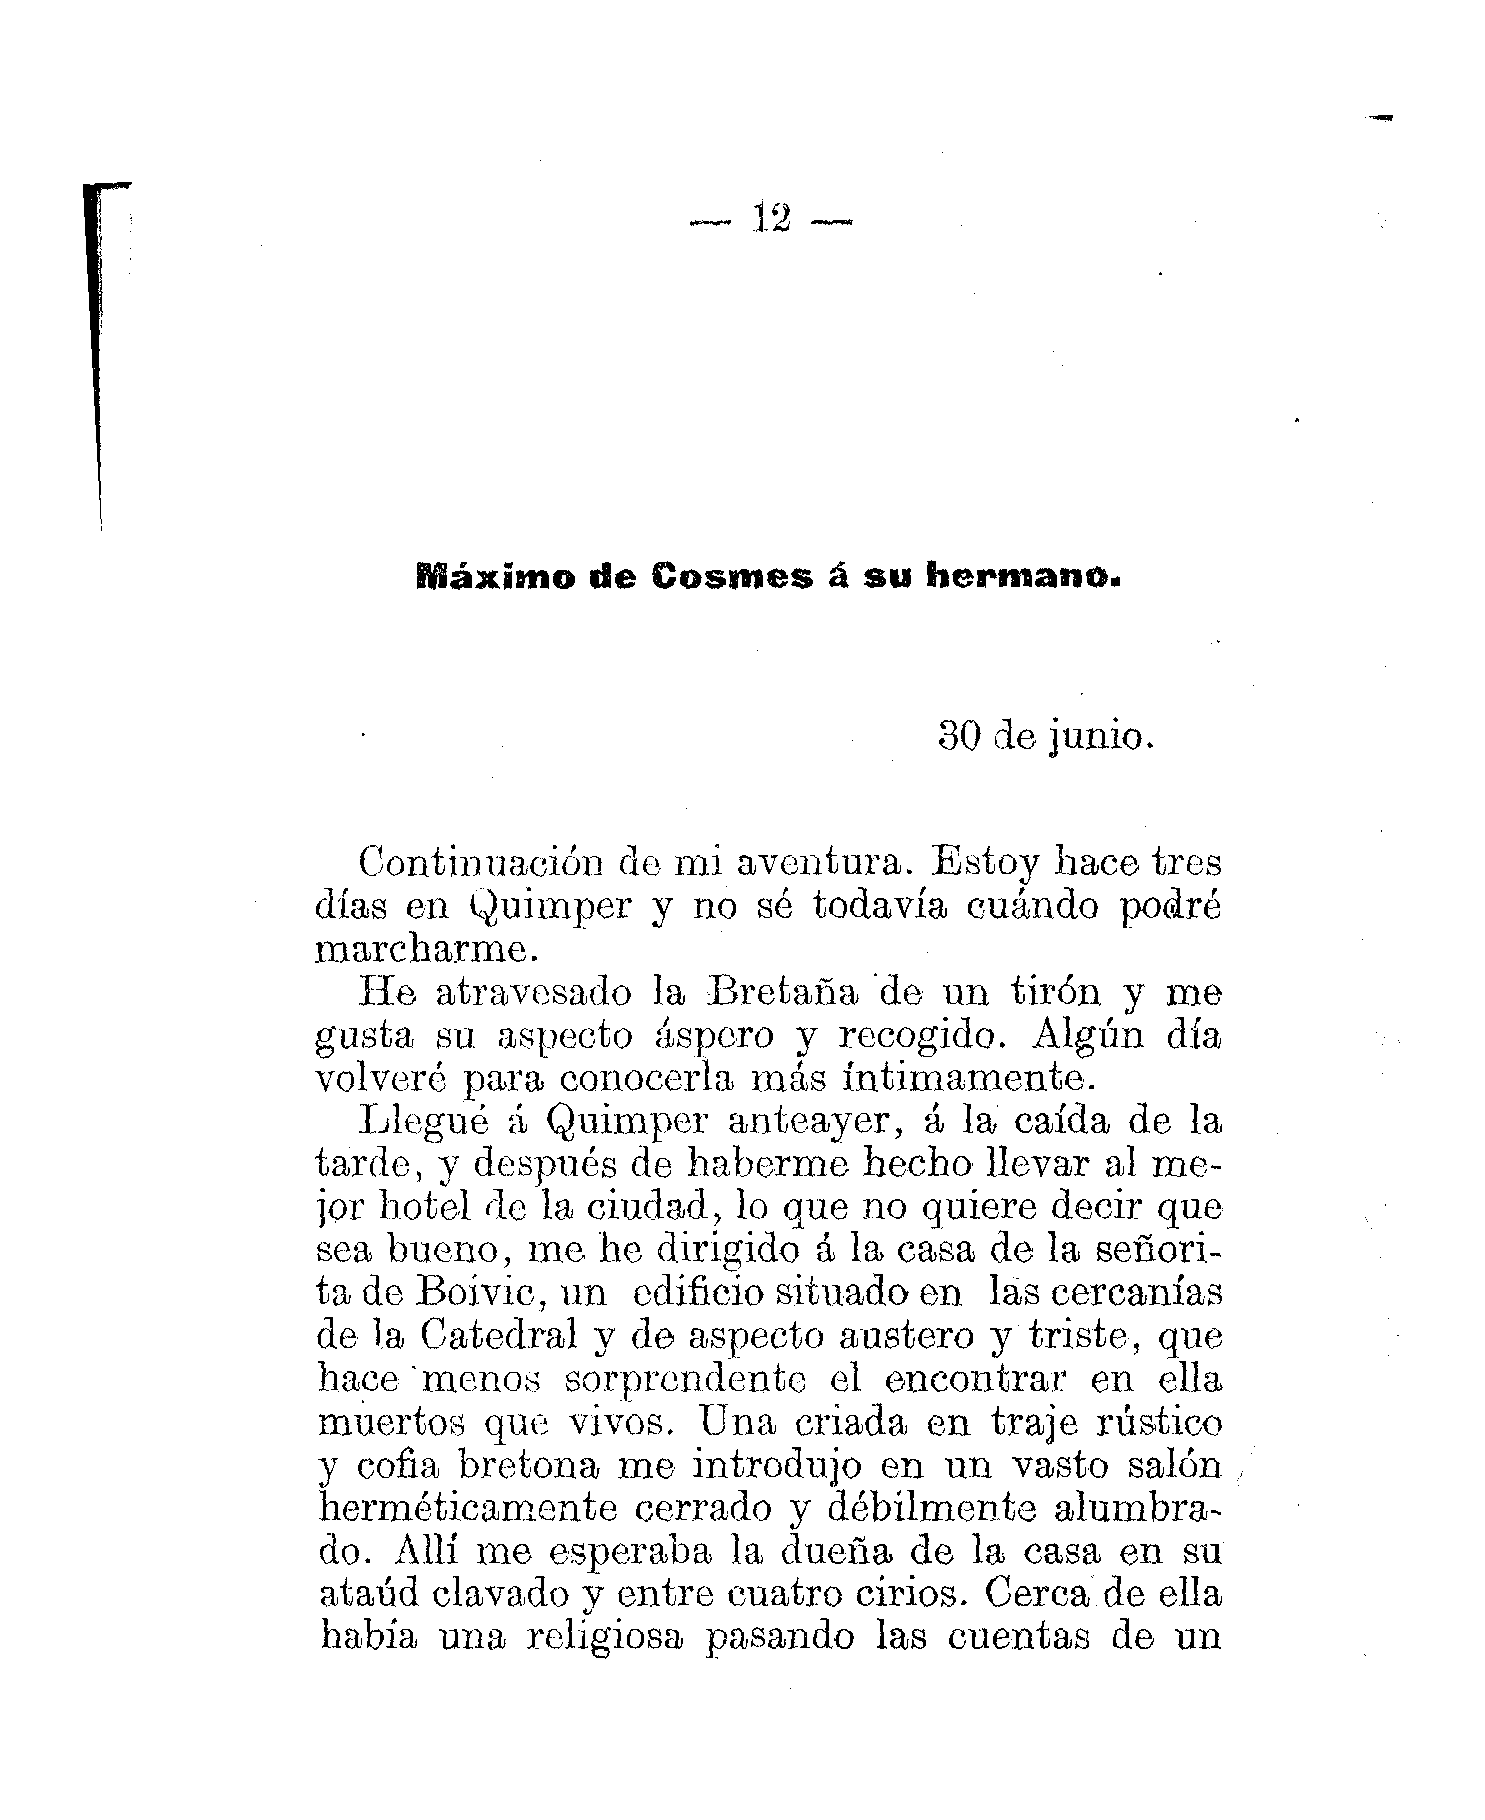 — 12 —
Máximo de Cosmes á su hermano.
30 de junio.
Continuación de mi aventura. Estoy hace tres
días en Quimper y no sé todavía cuándo podré
marcharme.
He atravesado la Bretaña de un tirón y me
gusta su aspecto áspero y recogido. Algún día
volveré para conocerla más íntimamente.
Llegué á Quimper anteayer, á la caída de la
tarde, y después de haberme hecho llevar al me-
jor hotel de la ciudad, lo que no quiere decir que
sea bueno, me he dirigido á la casa de la señori-
ta de Boivic, un edificio situado en las cercanías
de la Catedral y de aspecto austero y triste, que
hace menos sorprendente el encontrar en ella
muertos que vivos. Una criada en traje rústico
y cofia bretona me introdujo en un vasto salón
herméticamente cerrado y débilmente alumbra-
do. Allí me esperaba la dueña de la casa en su
ataúd clavado y entre cuatro cirios. Cerca de ella
había una religiosa pasando las cuentas de un